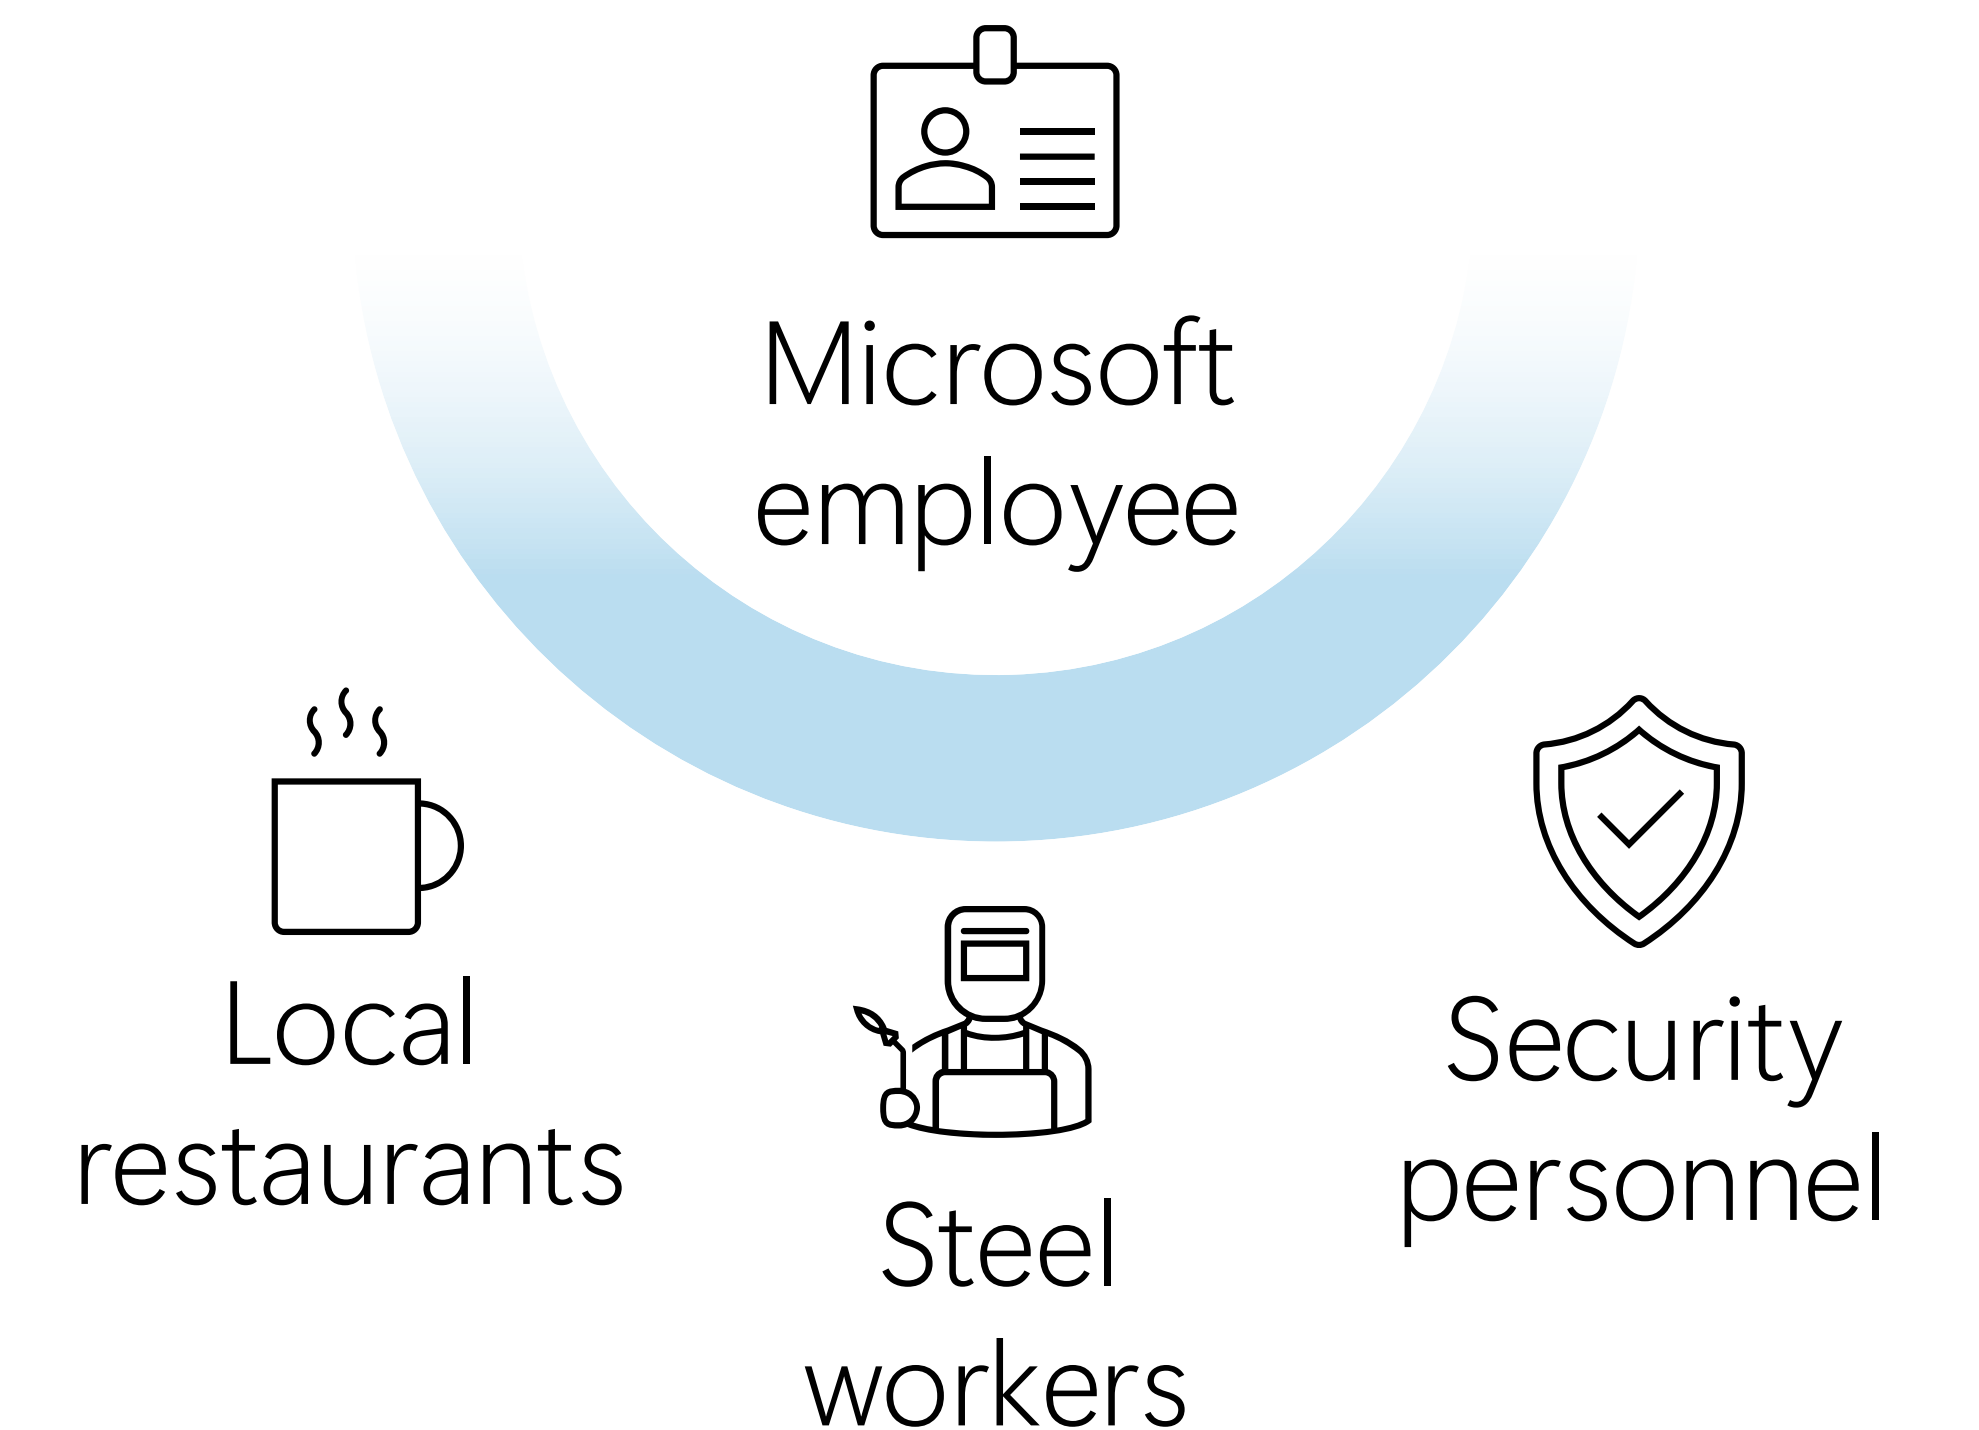 Microsoft
employee
Local
restaurants
Steel
workers
Security
personnel